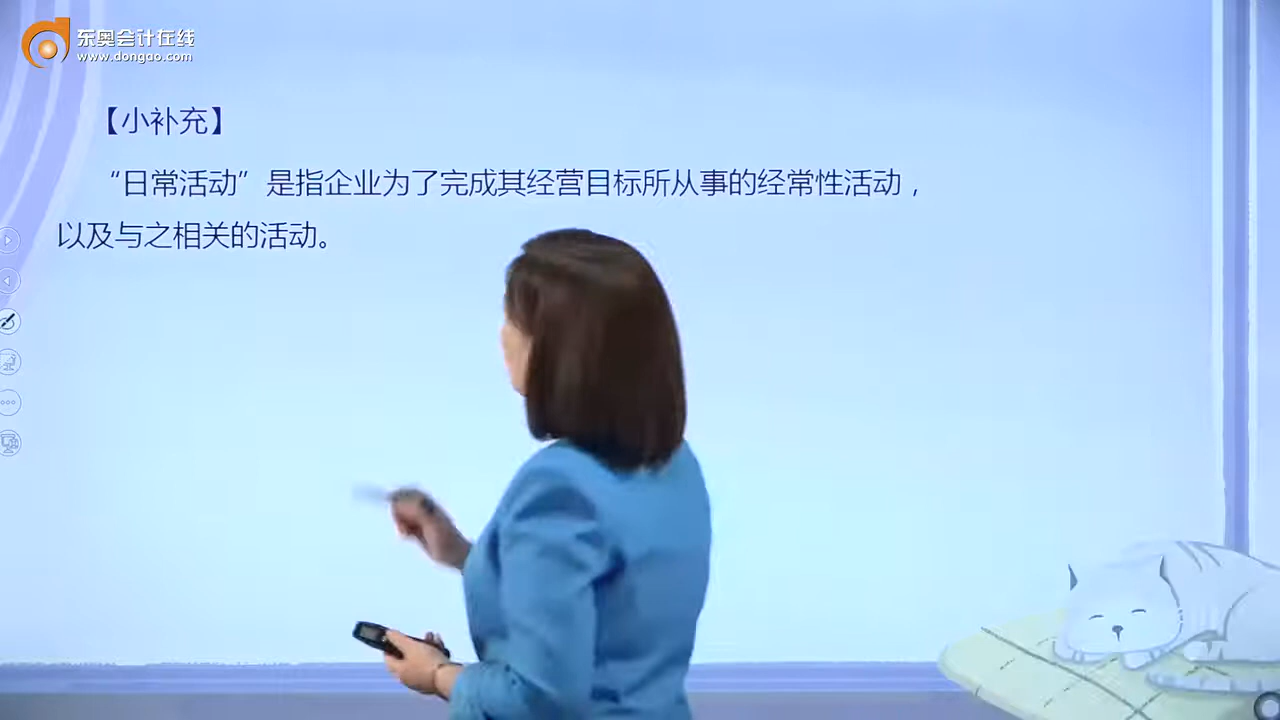 东奥会计在线
www.dongao.com
【小补充】
“日常活动”是指企业为了完成其经营目标所从事的经常性活动，
以及与之相关的活动。